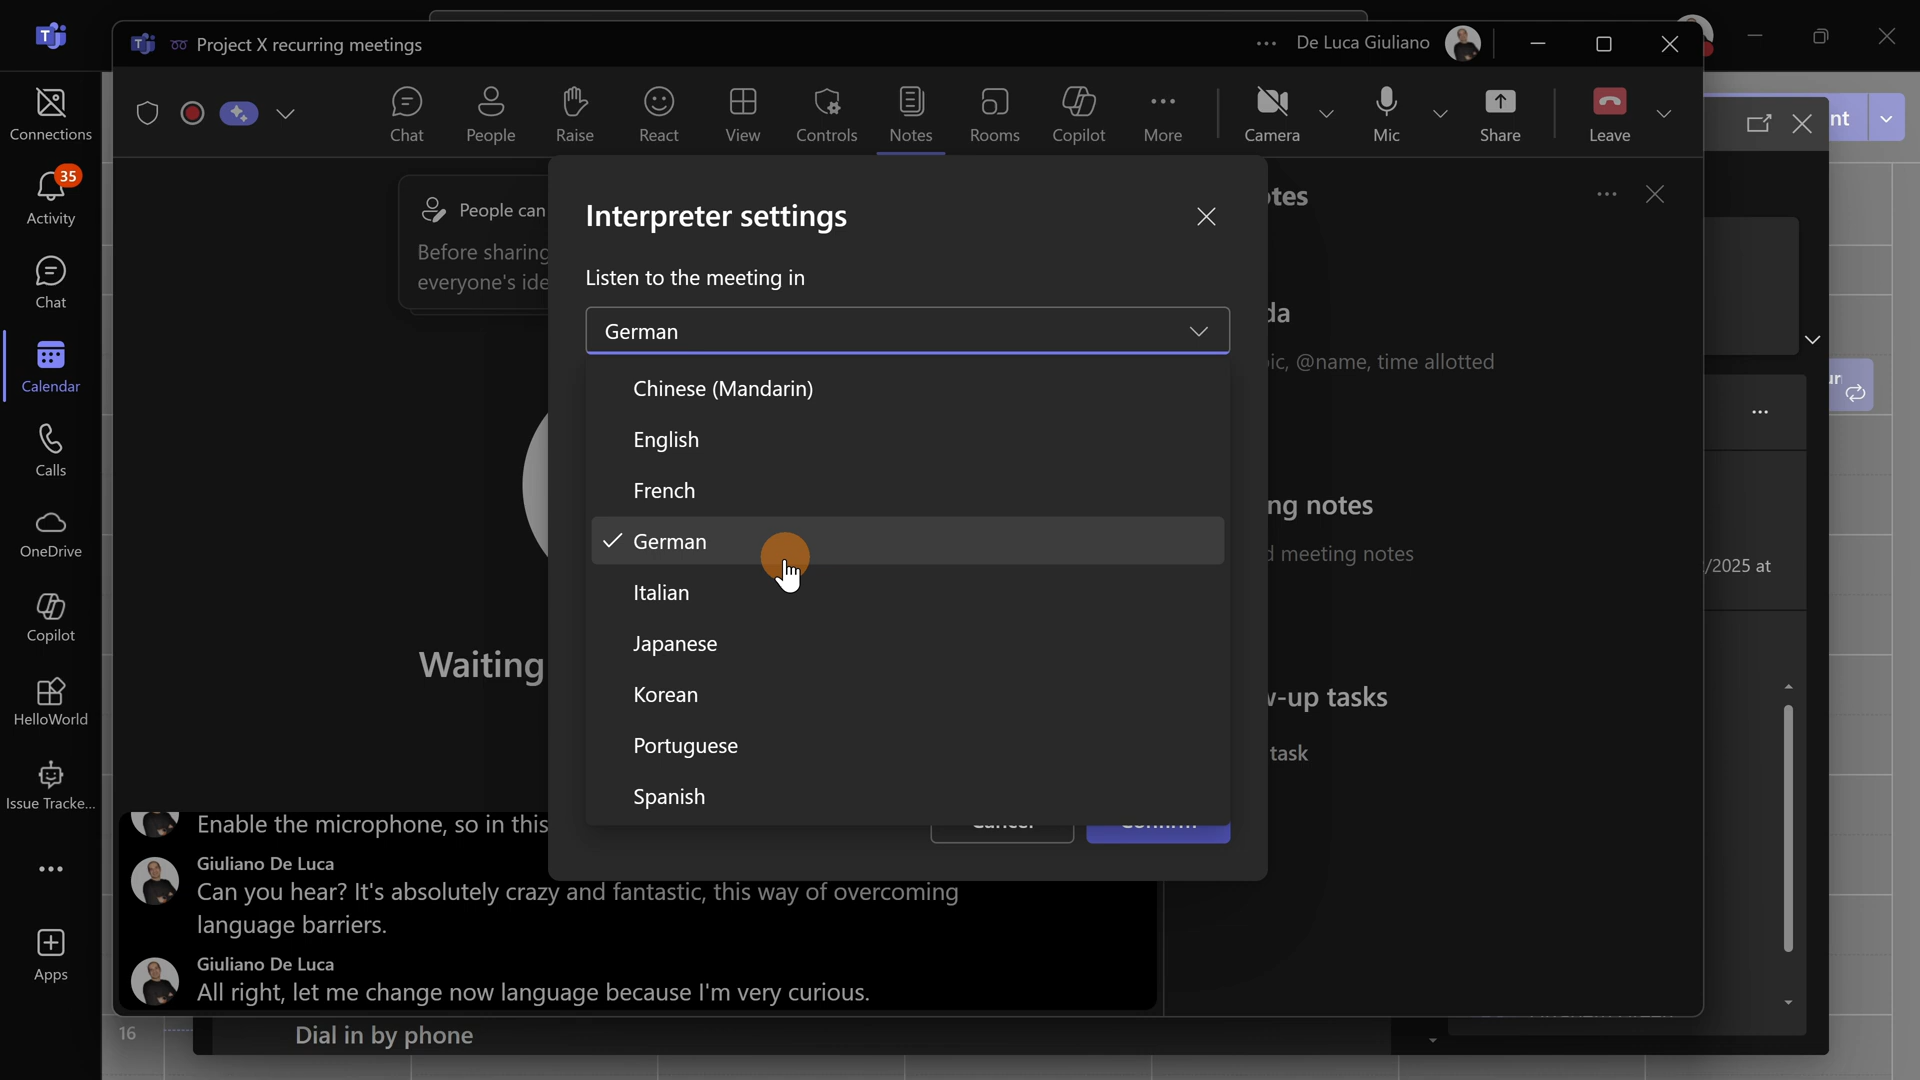 Project X recurring meetings
De Luca Giuliano
Chat
People
Raise
React
View
Controls
Notes
Rooms
Copilot
More
Camera
Mic
Share
Leave
nt
Connections
35
Activity
Chat
Calendar
Calls
OneDrive
Copilot
HelloWorld
Issue Tracke...
Apps
People can
Before sharing
everyone's ide
Waiting
Interpreter settings
Listen to the meeting in
German
Chinese (Mandarin)
English
French
German
Italian
Japanese
Korean
Portuguese
Spanish
Cancel
Confirm
tes
da
ic, @name, time allotted
ng notes
d meeting notes
w-up tasks
task
/2025 at
Enable the microphone, so in this
Giuliano De Luca
Can you hear? It's absolutely crazy and fantastic, this way of overcoming
language barriers.
Giuliano De Luca
All right, let me change now language because I'm very curious.
16
Dial in by phone